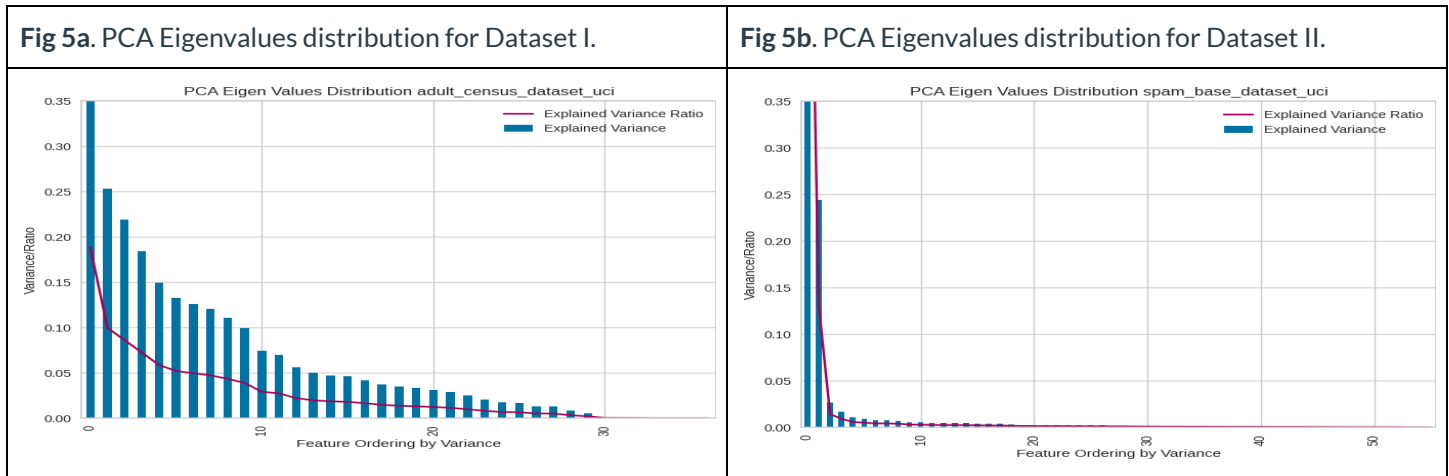 Fig 5a. PCA Eigenvalues distribution for Dataset I.
Fig 5b. PCA Eigenvalues distribution for Dataset II.
PCA Eigen Values Distribution adult_census_dataset_uci
Explained Variance Ratio
Explained Variance
Variance/Ratio
0.35
0.30
0.25
0.20
0.15
0.10
0.05
0.00
0
10
20
30
Feature Ordering by Variance
PCA Eigen Values Distribution spam_base_dataset_uci
Explained Variance Ratio
Explained Variance
Variance/Ratio
0.35
0.30
0.25
0.20
0.15
0.10
0.05
0.00
0
10
20
30
40
50
Feature Ordering by Variance